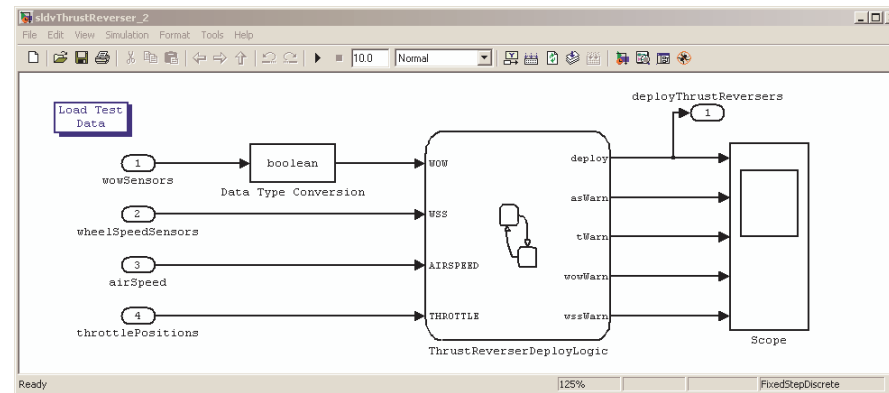 sldvThrustReverser_2
File Edit View Simulation Format Tools Help
10.0 Normal
deployThrustReversers
1
Load Test
Data
1
wowSensors
boolean
Data Type Conversion
2
wheelSpeedSensors
3
airSpeed
4
throttlePositions
WOW
WSS
AIRSPEED
THROTTLE
deploy
asWarn
tWarn
wowWarn
wssWarn
ThrustReverserDeployLogic
Scope
Ready 125% FixedStepDiscrete